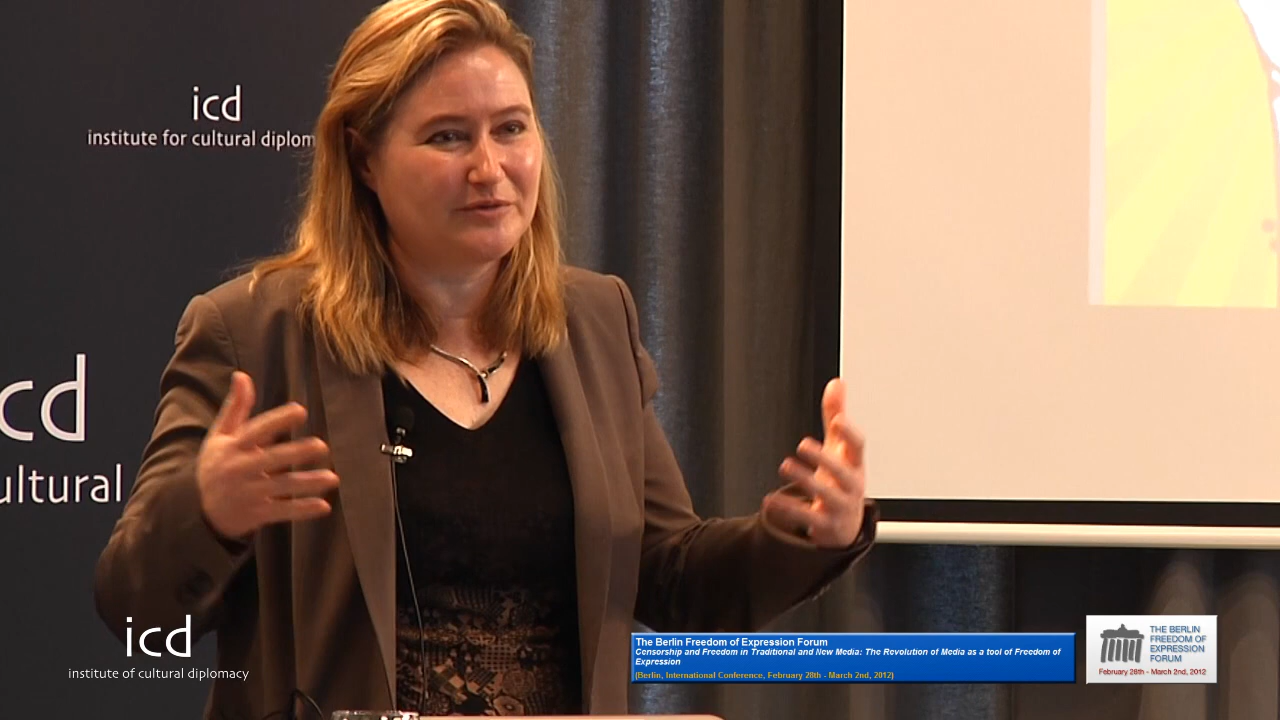 icd
institute for cultural diplom
icd
ultural
icd
institute of cultural diplomacy
The Berlin Freedom of Expression Forum
Censorship and Freedom in Traditional and New Media: The Revolution of Media as a tool of Freedom of
Expression
(Berlin, International Conference, February 28th - March 2nd, 2012)
THE BERLIN
FREEDOM OF
EXPRESSION
FORUM
February 28th - March 2nd, 2012